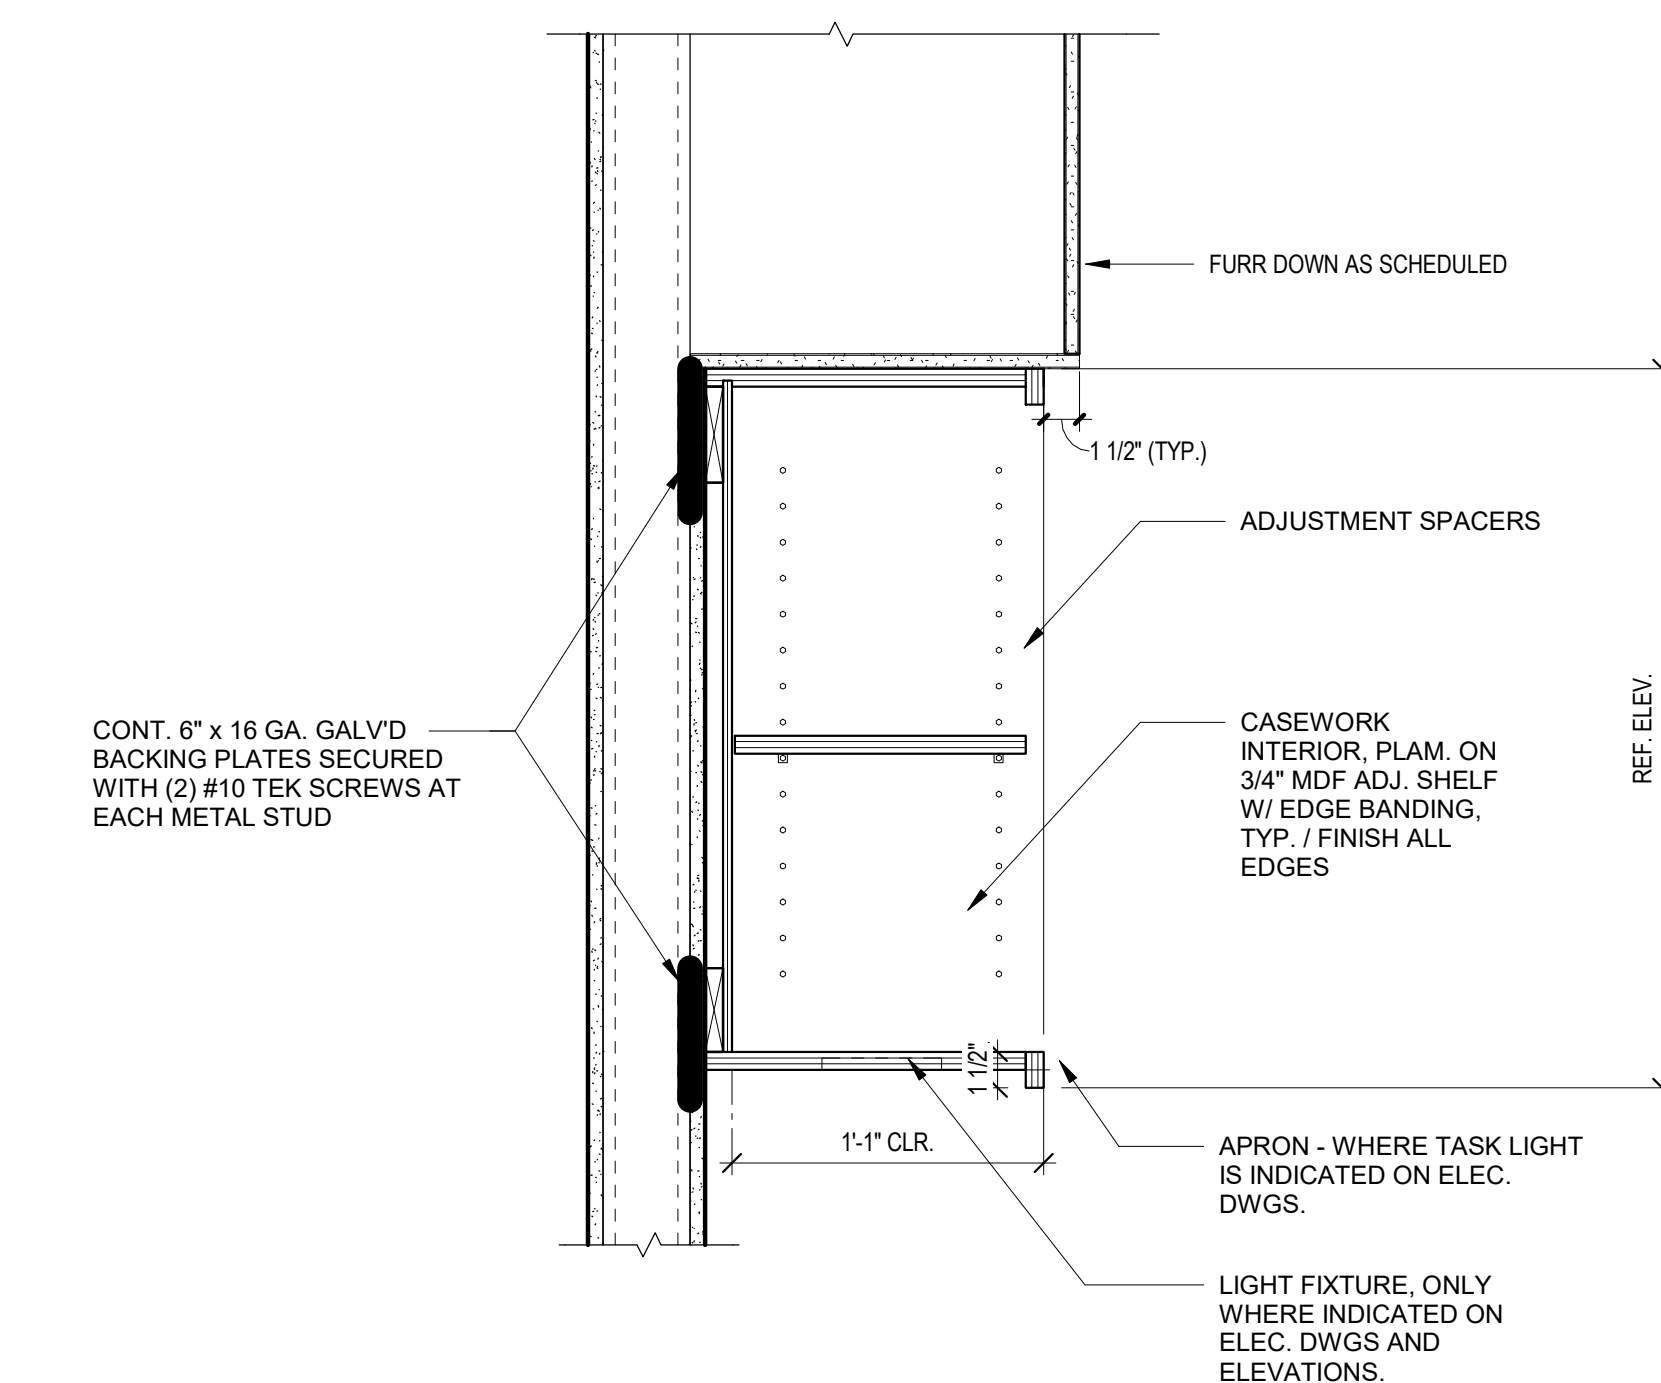 FURR DOWN AS SCHEDULED
1 1/2" (TYP.)
ADJUSTMENT SPACERS
CASEWORK
INTERIOR, PLAM. ON
3/4" MDF ADJ. SHELF
W/ EDGE BANDING,
TYP. / FINISH ALL
EDGES
REF. ELEV.
CONT. 6" x 16 GA. GALV'D
BACKING PLATES SECURED
WITH (2) #10 TEK SCREWS AT
EACH METAL STUD
1 1/2"
1'-1" CLR.
APRON - WHERE TASK LIGHT
IS INDICATED ON ELEC.
DWGS.
LIGHT FIXTURE, ONLY
WHERE INDICATED ON
ELEC. DWGS AND
ELEVATIONS.